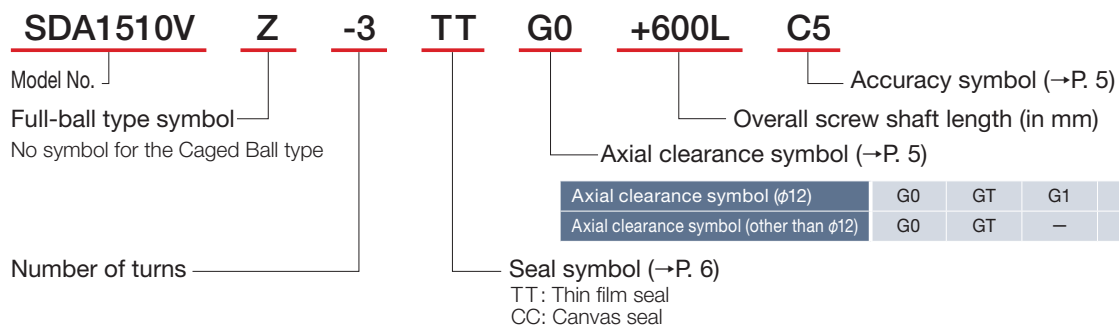 SDA1510V Z -3 TT G0 +600L C5
Model No.
Accuracy symbol (→P. 5)
Full-ball type symbol
Overall screw shaft length (in mm)
No symbol for the Caged Ball type
Axial clearance symbol (→P. 5)
Axial clearance symbol (φ12) G0 GT G1
Axial clearance symbol (other than φ12) G0 GT —
Number of turns
Seal symbol (→P. 6)
TT: Thin film seal
CC: Canvas seal